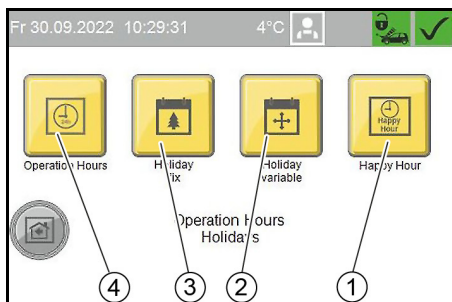 Fr 30.09.2022 10:29:31 4°C
24h
Happy
Hour
Operation Hours
Holiday
fix
Holiday
variable
Happy Hour
Operation Hours
Holidays
4 3 2 1